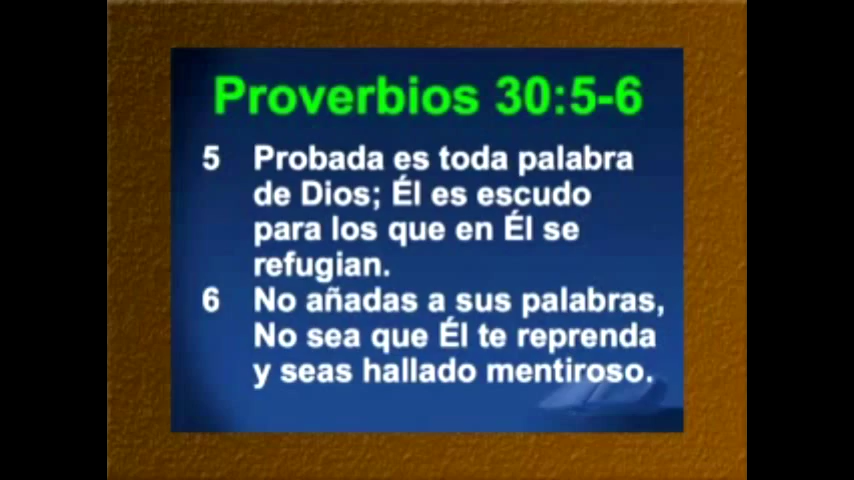 Proverbios 30:5-6
5 Probada es toda palabra
de Dios; Él es escudo
para los que en Él se
refugian.
6 No añadas a sus palabras,
No sea que Él te reprenda
y seas hallado mentiroso.